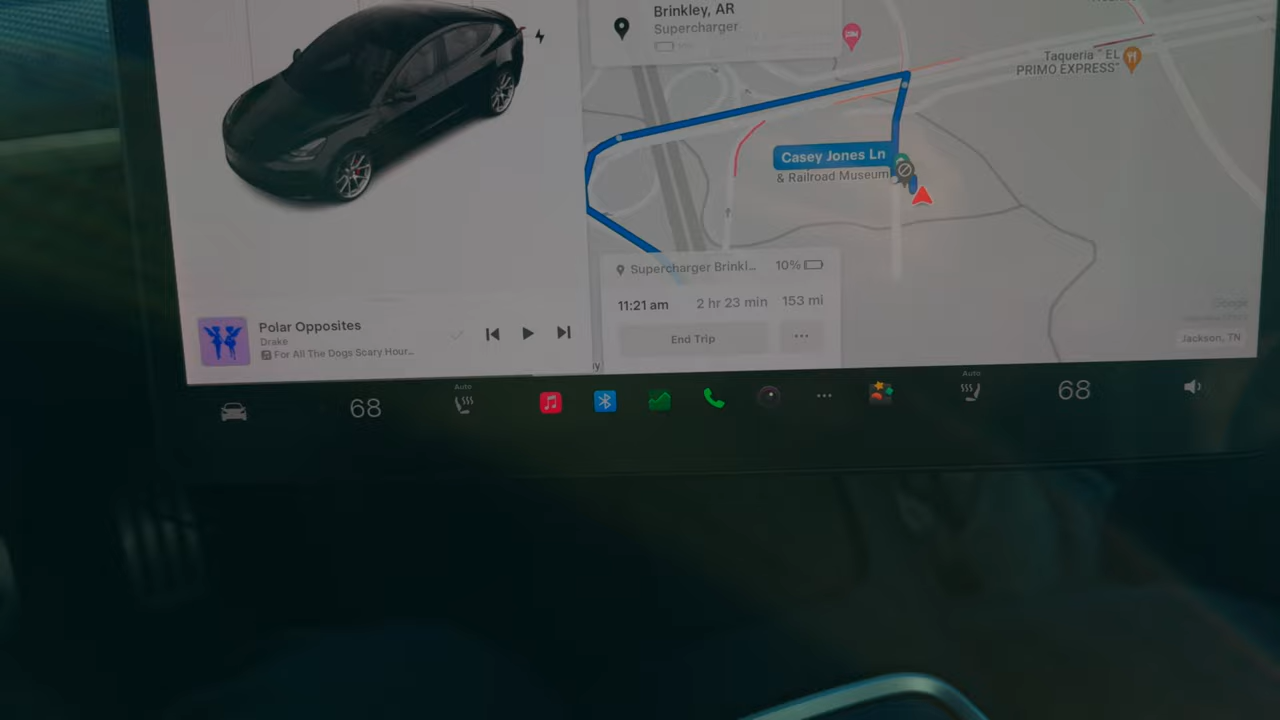 Brinkley, AR
Supercharger
Taqueria " EL
PRIMO EXPRESS"
Casey Jones Ln
& Railroad Museum
Supercharger Brinkl... 10%
11:21 am 2 hr 23 min 153 mi
End Trip ...
Polar Opposites
Drake
For All The Dogs Scary Hour...
Google
Jackson, TN
Auto
68
Auto
68